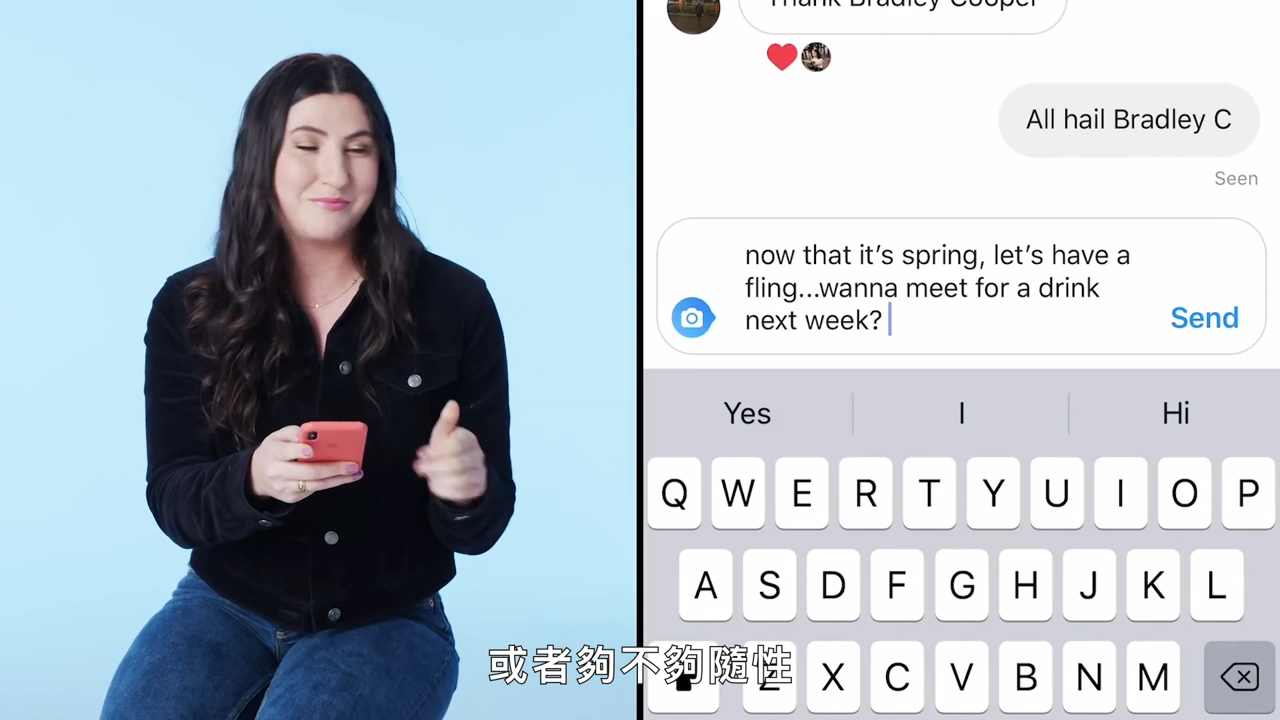 Thank Bradley Cooper
All hail Bradley C
Seen
now that it's spring, let's have a
fling...wanna meet for a drink
next week?
Send
Yes
I
Hi
Q W E R T Y U I O P
A S D F G H J K L
Z X C V B N M
或者夠不夠隨性